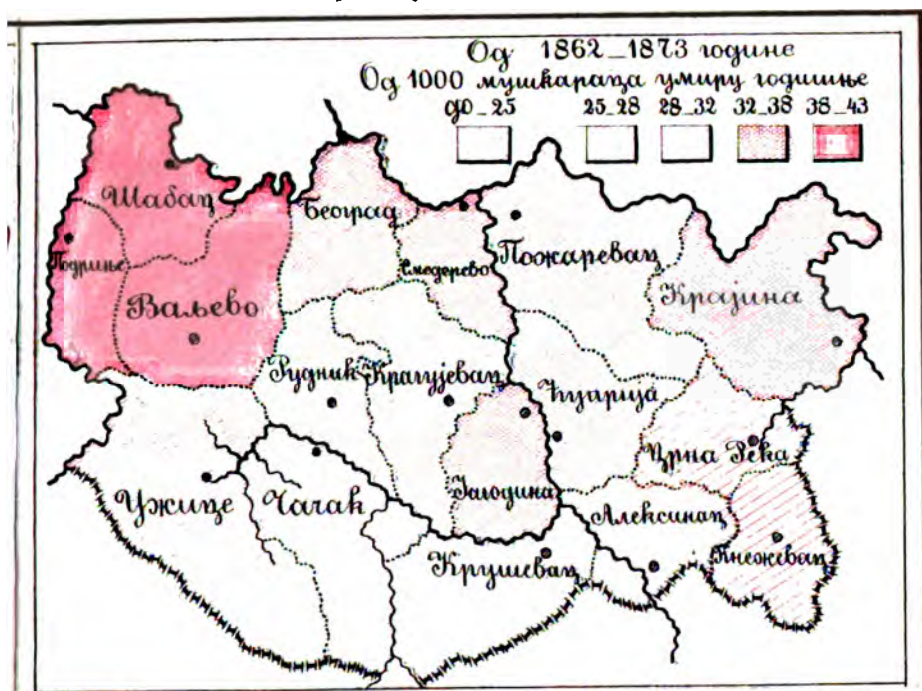 Од 1862_1873 године
Од 1000 мушкараца умиру годишње
до_25 25_28 28_32 32_38 38_43
Шабац
Београд
Подриње
Смедерево
Пожаревац
Ваљево
Крајина
Рудник
Крагујевац
Ћуприја
Црна Река
Ужице
Чачак
Јагодина
Алексинац
Крушевац
Књажевац